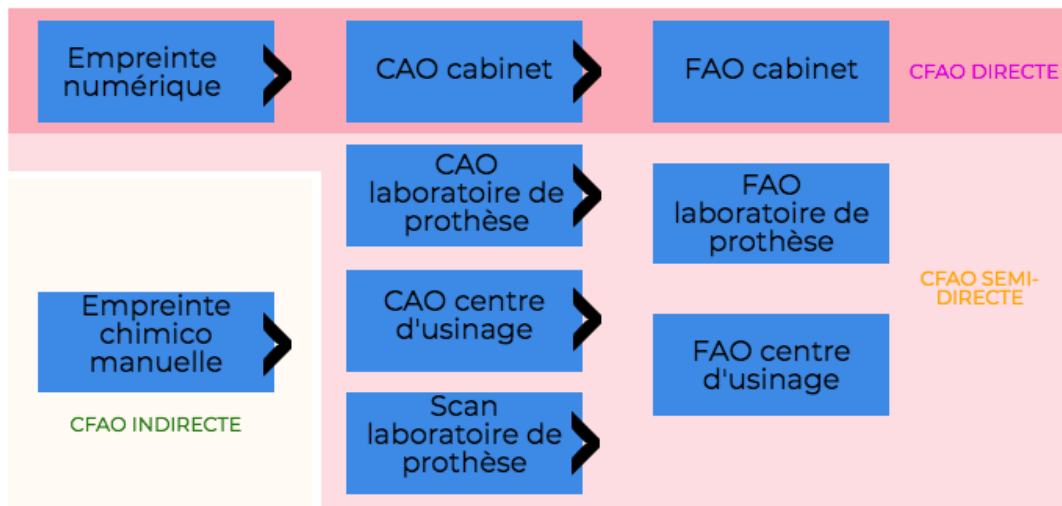 Empreinte
numérique
CAO cabinet
FAO cabinet
CFAO DIRECTE
CAO
laboratoire de
prothèse
FAO
laboratoire de
prothèse
CFAO SEMI-
DIRECTE
Empreinte
chimico
manuelle
CFAO INDIRECTE
CAO centre
d'usinage
FAO centre
d'usinage
Scan
laboratoire de
prothèse